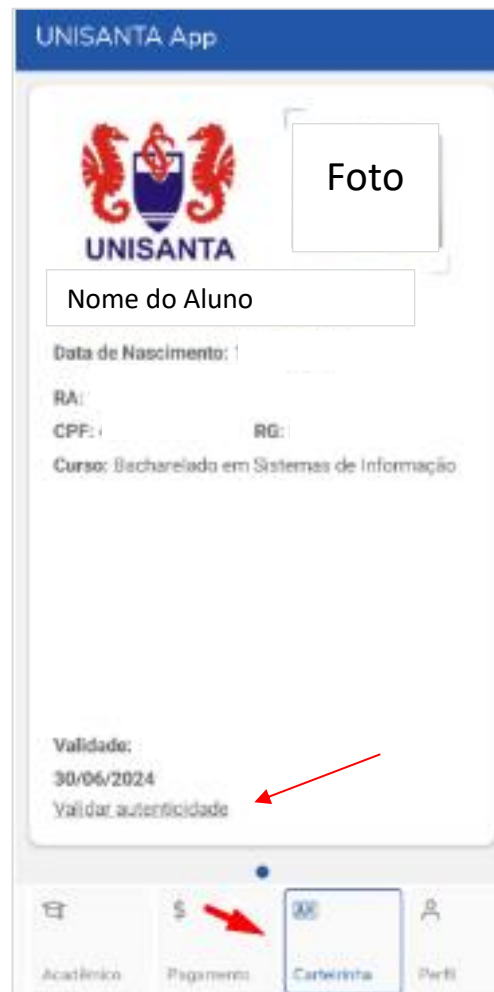 UNISANTA App
Foto
UNISANTA
Nome do Aluno
Data de Nascimento:
RA:
CPF: RG:
Curso: Bacharelado em Sistemas de Informação
Validade:
30/06/2024
Validar autenticidade
$
Acadêmico Pagamento Carteirinha Perfil